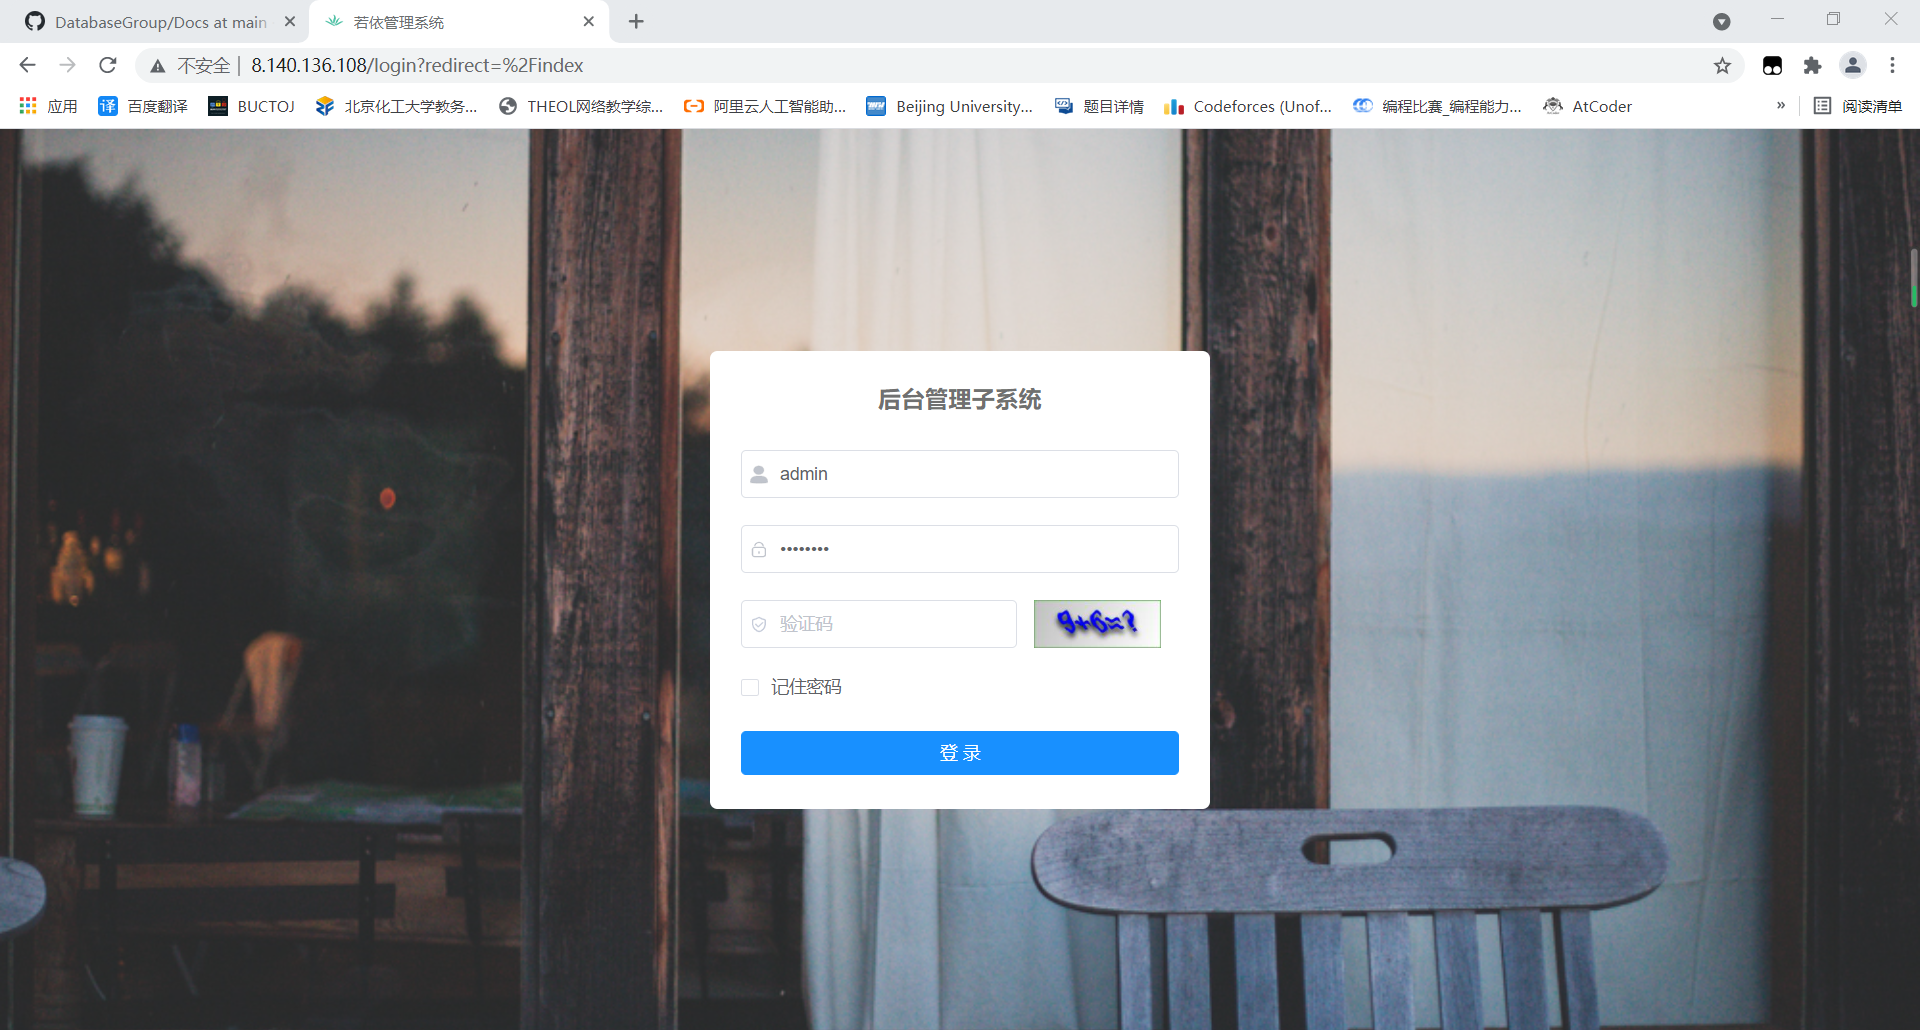 DatabaseGroup/Docs at main
若依管理系统
不安全 | 8.140.136.108/login?redirect=%2Findex
应用
百度翻译
BUCTOJ
北京化工大学教务...
THEOL网络教学综...
阿里云人工智能助...
Beijing University...
题目详情
Codeforces (Unof...
编程比赛_编程能力...
AtCoder
»
阅读清单
后台管理子系统
admin
••••••••
验证码
9+6=?
记住密码
登 录